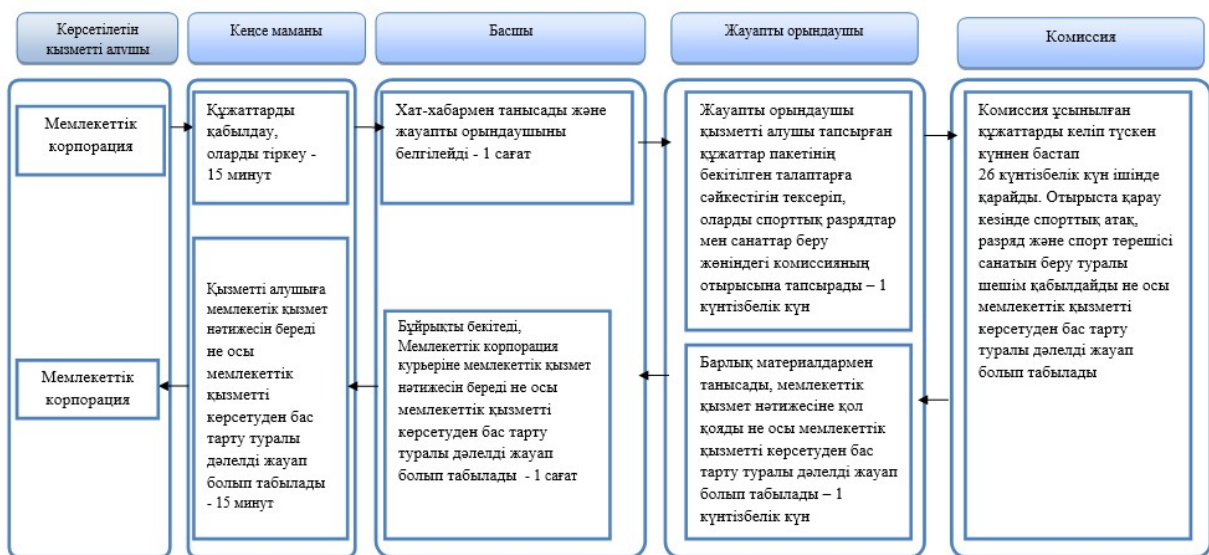 Көрсетілетін
қызметті алушы
Кеңсе маманы
Басшы
Жауапты орындаушы
Комиссия
Мемлекеттік
корпорация
Құжаттарды
қабылдау,
оларды тіркеу -
15 минут
Хат-хабармен танысады және
жауапты орындаушыны
белгілейді - 1 сағат
Жауапты орындаушы
қызметті алушы тапсырған
құжаттар пакетінің
бекітілген талаптарға
сәйкестігін тексеріп,
оларды спорттық разрядтар
мен санаттар беру
жөніндегі комиссияның
отырысына тапсырады – 1
күнтізбелік күн
Комиссия ұсынылған
құжаттарды келіп түскен
күннен бастап
26 күнтізбелік күн ішінде
қарайды. Отырыста қарау
кезінде спорттық атақ,
разряд және спорт төрешісі
санатын беру туралы
шешім қабылдайды не осы
мемлекеттік қызметті
көрсетуден бас тарту
туралы дәлелді жауап
болып табылады
Мемлекеттік
корпорация
Қызметті алушыға
мемлекетік қызмет
нәтижесін береді
не осы
мемлекеттік
қызметті
көрсетуден бас
тарту туралы
дәлелді жауап
болып табылады
- 15 минут
Бұйрықты бекітеді,
Мемлекеттік корпорация
курьеріне мемлекеттік қызмет
нәтижесін береді не осы
мемлекеттік қызметті
көрсетуден бас тарту
туралы дәлелді жауап
болып табылады - 1 сағат
Барлық материалдармен
танысады, мемлекеттік
қызмет нәтижесіне қол
қояды не осы мемлекеттік
қызметті көрсетуден бас
тарту туралы дәлелді жауап
болып табылады – 1
күнтізбелік күн